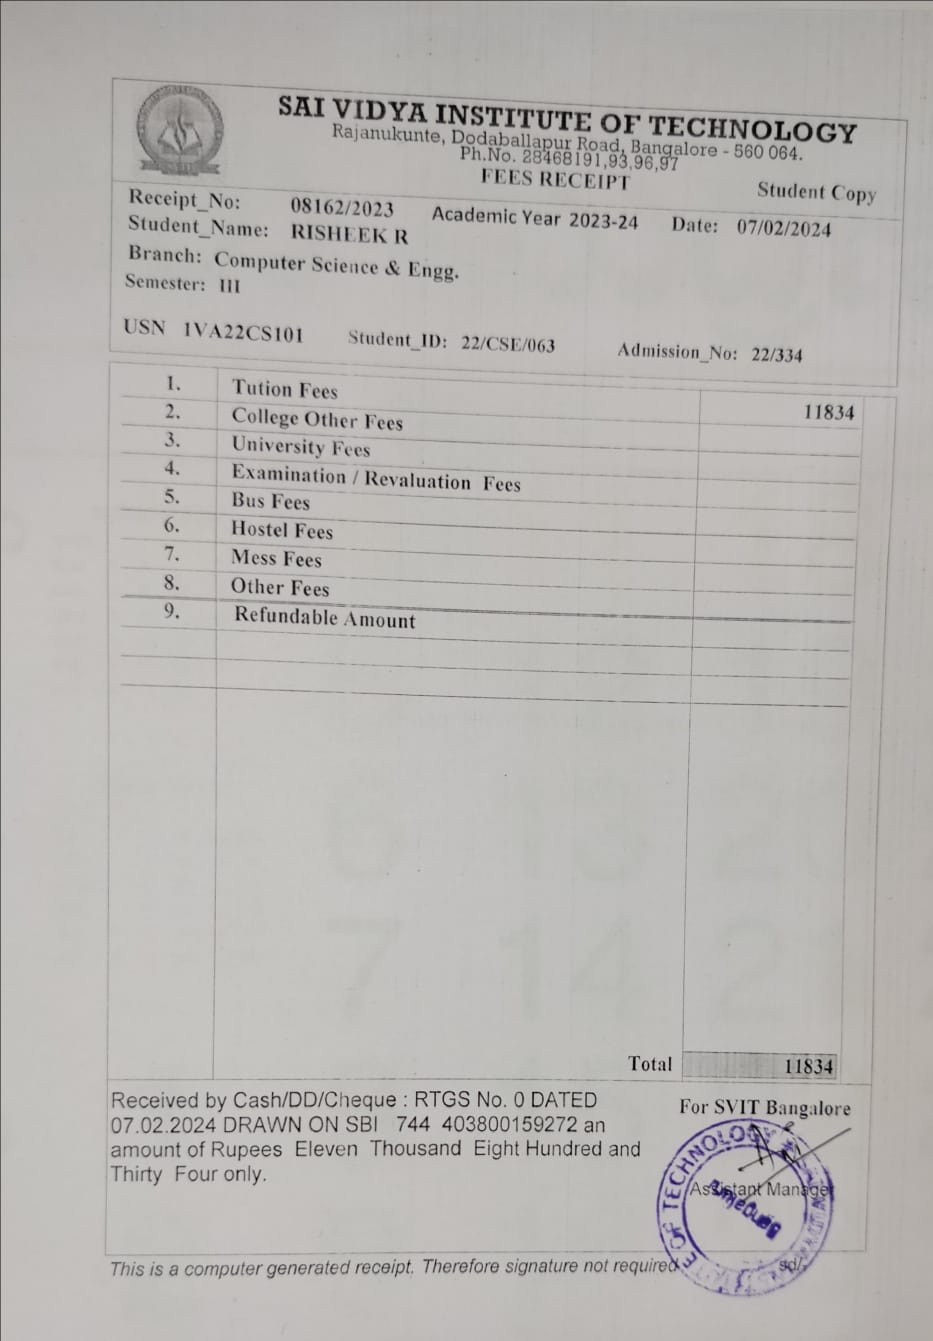 SAI VIDYA INSTITUTE OF TECHNOLOGY
Rajanukunte, Dodaballapur Road, Bangalore - 560 064.
Ph.No. 28468191,93,96,97
FEES RECEIPT
Student Copy
Receipt_No: 08162/2023 Academic Year 2023-24 Date: 07/02/2024
Student_Name: RISHEEK R
Branch: Computer Science & Engg.
Semester: III
USN 1VA22CS101 Student_ID: 22/CSE/063 Admission_No: 22/334
1. Tution Fees 11834
2. College Other Fees
3. University Fees
4. Examination / Revaluation Fees
5. Bus Fees
6. Hostel Fees
7. Mess Fees
8. Other Fees
9. Refundable Amount
Total 11834
Received by Cash/DD/Cheque : RTGS No. 0 DATED
07.02.2024 DRAWN ON SBI 744 403800159272 an
amount of Rupees Eleven Thousand Eight Hundred and
Thirty Four only.
For SVIT Bangalore
OF TECHNOLOGY
Assistant Manager
sd/
This is a computer generated receipt. Therefore signature not required